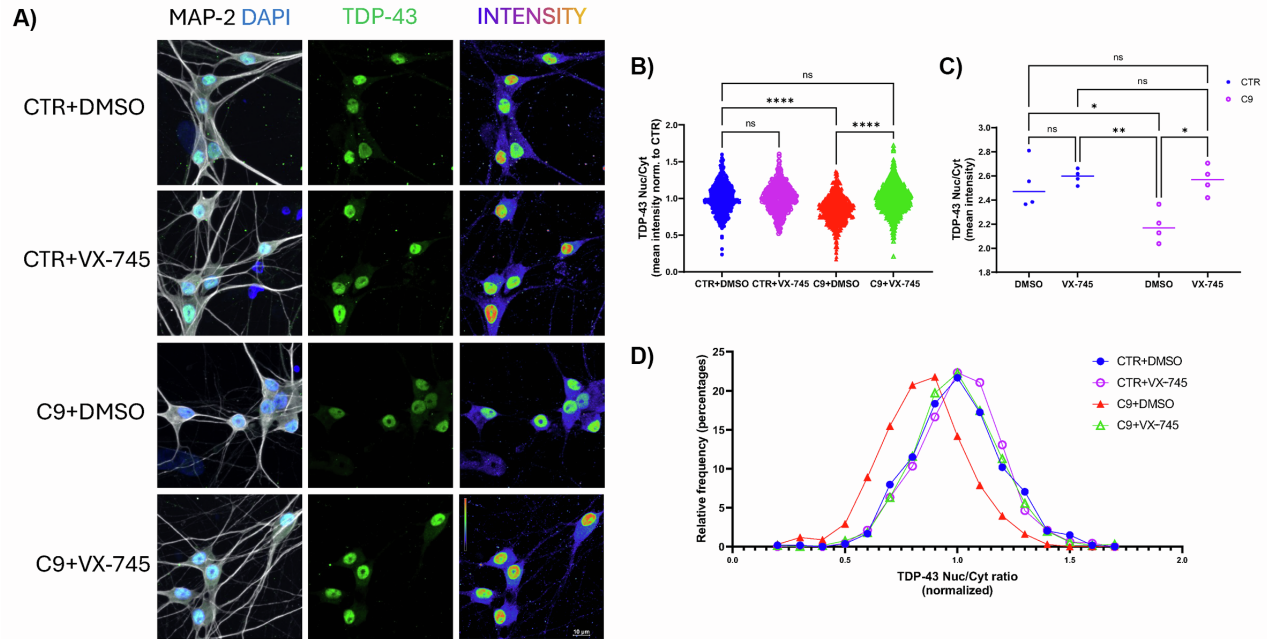 A)
MAP-2 DAPI
TDP-43
INTENSITY
CTR+DMSO
CTR+VX-745
C9+DMSO
C9+VX-745
10 µm
B)
ns
****
ns
****
TDP-43 Nuc/Cyt
(mean intensity norm. to CTR)
2.0
1.5
1.0
0.5
0.0
CTR+DMSO CTR+VX-745 C9+DMSO C9+VX-745
C)
CTR
C9
ns
ns
*
ns
**
*
TDP-43 Nuc/Cyt
(mean intensity)
3.0
2.8
2.6
2.4
2.2
2.0
1.8
DMSO VX-745 DMSO VX-745
D)
Relative frequency (percentages)
25
20
15
10
5
0
0.0 0.5 1.0 1.5 2.0
TDP-43 Nuc/Cyt ratio
(normalized)
CTR+DMSO
CTR+VX-745
C9+DMSO
C9+VX-745